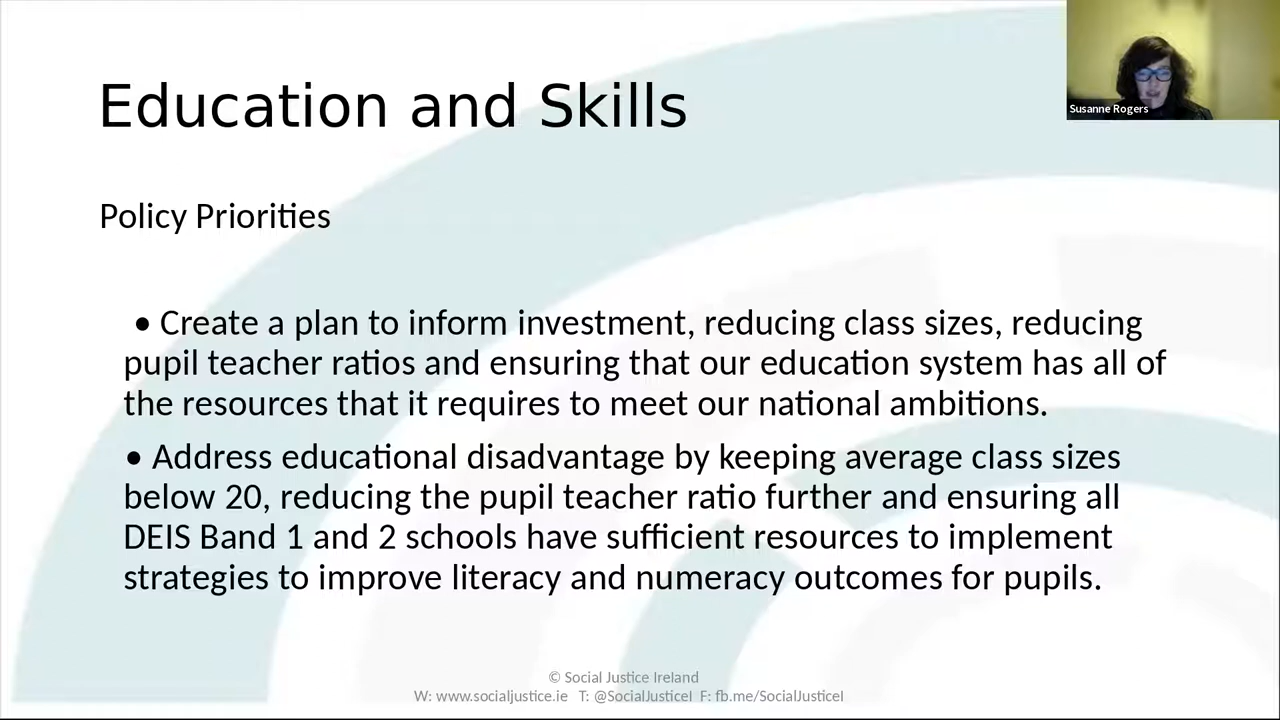 Susanne Rogers
Education and Skills
Policy Priorities
• Create a plan to inform investment, reducing class sizes, reducing
pupil teacher ratios and ensuring that our education system has all of
the resources that it requires to meet our national ambitions.
• Address educational disadvantage by keeping average class sizes
below 20, reducing the pupil teacher ratio further and ensuring all
DEIS Band 1 and 2 schools have sufficient resources to implement
strategies to improve literacy and numeracy outcomes for pupils.
© Social Justice Ireland
W: www.socialjustice.ie T: @SocialJusticeI F: fb.me/SocialJusticeI